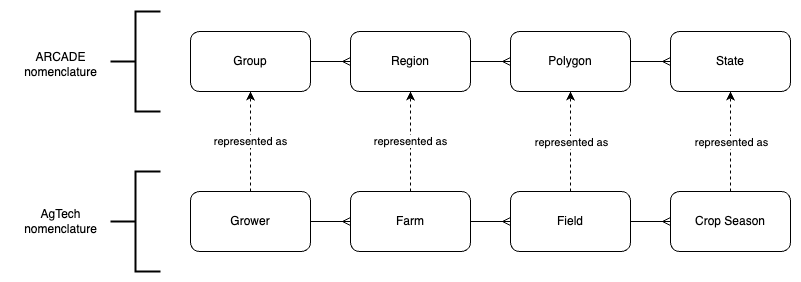 ARCADE
nomenclature
Group
Region
Polygon
State
represented as
represented as
represented as
represented as
AgTech
nomenclature
Grower
Farm
Field
Crop Season